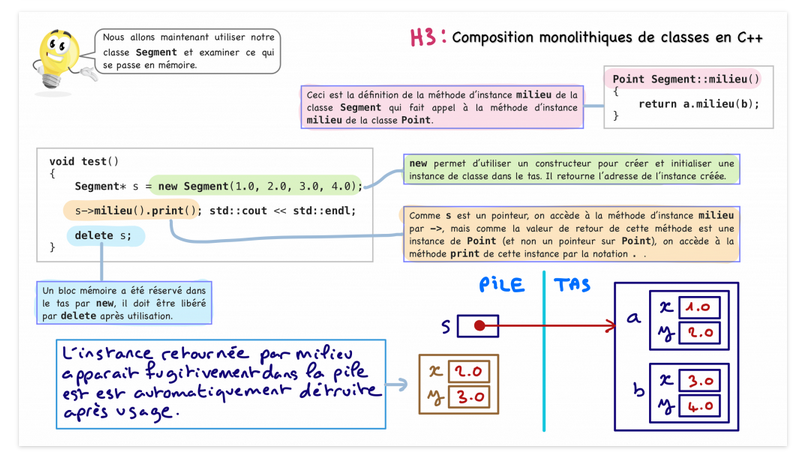 Nous allons maintenant utiliser notre
classe Segment et examiner ce qui
se passe en mémoire.
H3 : Composition monolithiques de classes en C++
Ceci est la définition de la méthode d'instance milieu de la
classe Segment qui fait appel à la méthode d'instance
milieu de la classe Point.
Point Segment::milieu()
{
return a.milieu(b);
}
void test()
{
Segment* s = new Segment(1.0, 2.0, 3.0, 4.0);
s->milieu().print(); std::cout << std::endl;
delete s;
}
new permet d'utiliser un constructeur pour créer et initialiser une
instance de classe dans le tas. Il retourne l'adresse de l'instance créée.
Comme s est un pointeur, on accède à la méthode d'instance milieu
par ->, mais comme la valeur de retour de cette méthode est une
instance de Point (et non un pointeur sur Point), on accède à la
méthode print de cette instance par la notation . .
Un bloc mémoire a été réservé dans
le tas par new, il doit être libéré
par delete après utilisation.
PILE TAS
s
a
x 1.0
y 2.0
b
x 3.0
y 4.0
L'instance retournée par milieu
apparait fugitivement dans la pile
est est automatiquement détruite
après usage.
x 2.0
y 3.0